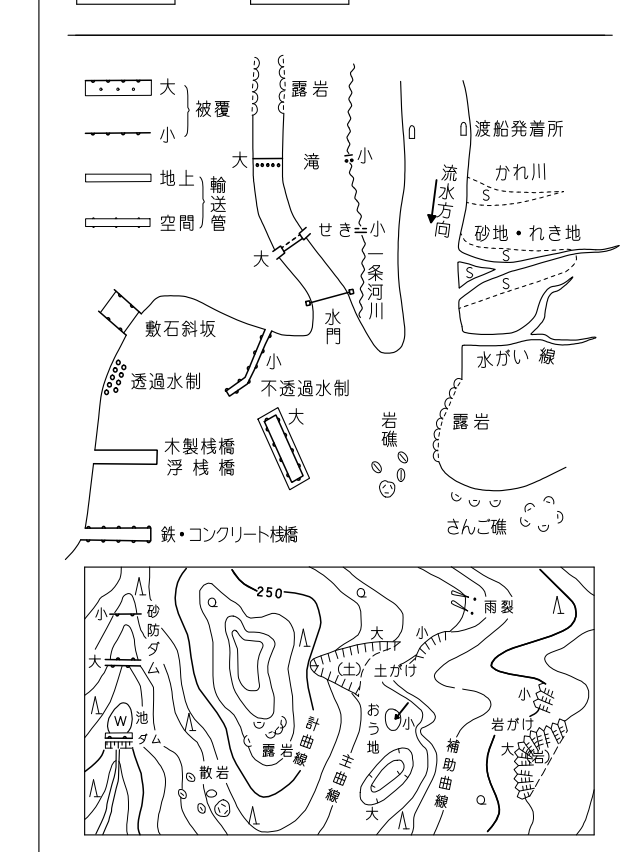 大
被覆
小
地上
輸送管
空間
露岩
大
滝
小
せき
小
大
一条河川
水門
渡船発着所
流水方向
かれ川
S
砂地・れき地
S
S
S
水がい線
敷石斜坂
透過水制
小
不透過水制
大
木製桟橋
浮桟橋
鉄・コンクリート桟橋
岩礁
露岩
さんご礁
小
砂防ダム
大
W
池
ダム
250
露岩
散岩
計曲線
主曲線
大
小
(土)
土がけ
雨裂
おう地
小
大
補助曲線
小
岩がけ
大
(岩)